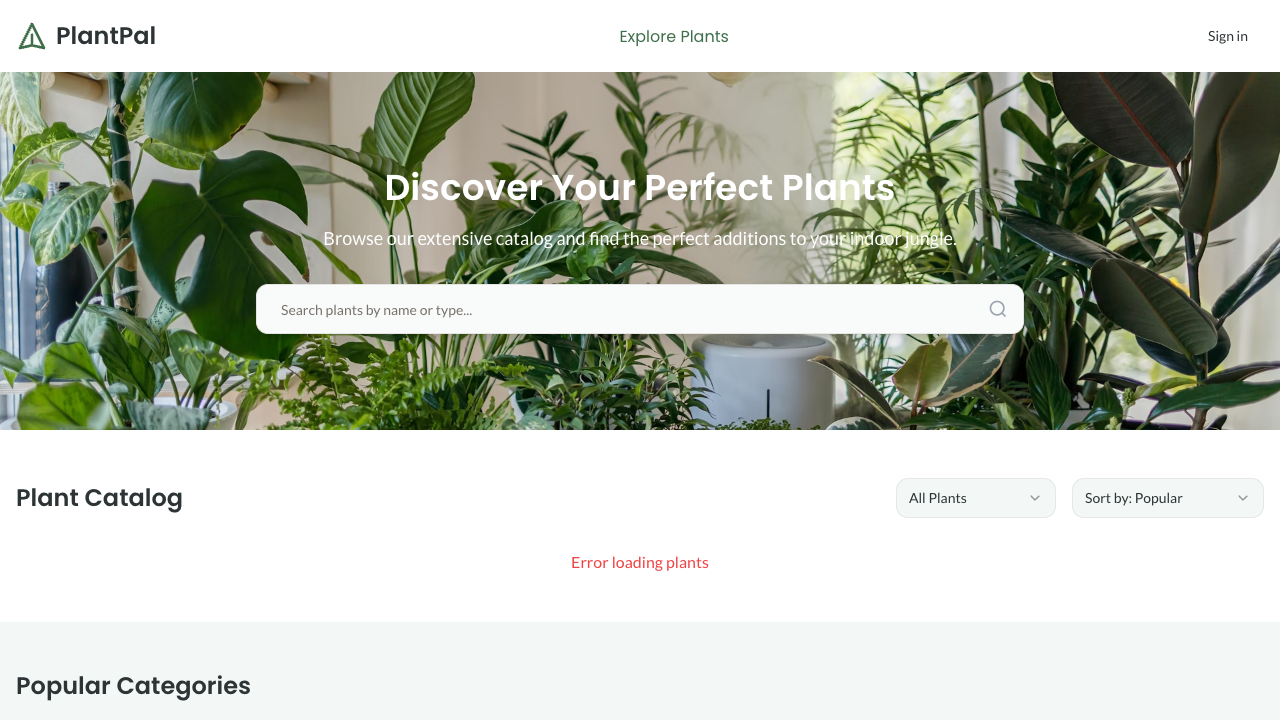 PlantPal
Explore Plants
Sign in
Discover Your Perfect Plants
Browse our extensive catalog and find the perfect additions to your indoor jungle.
Search plants by name or type...
Plant Catalog
All Plants
Sort by: Popular
Error loading plants
Popular Categories